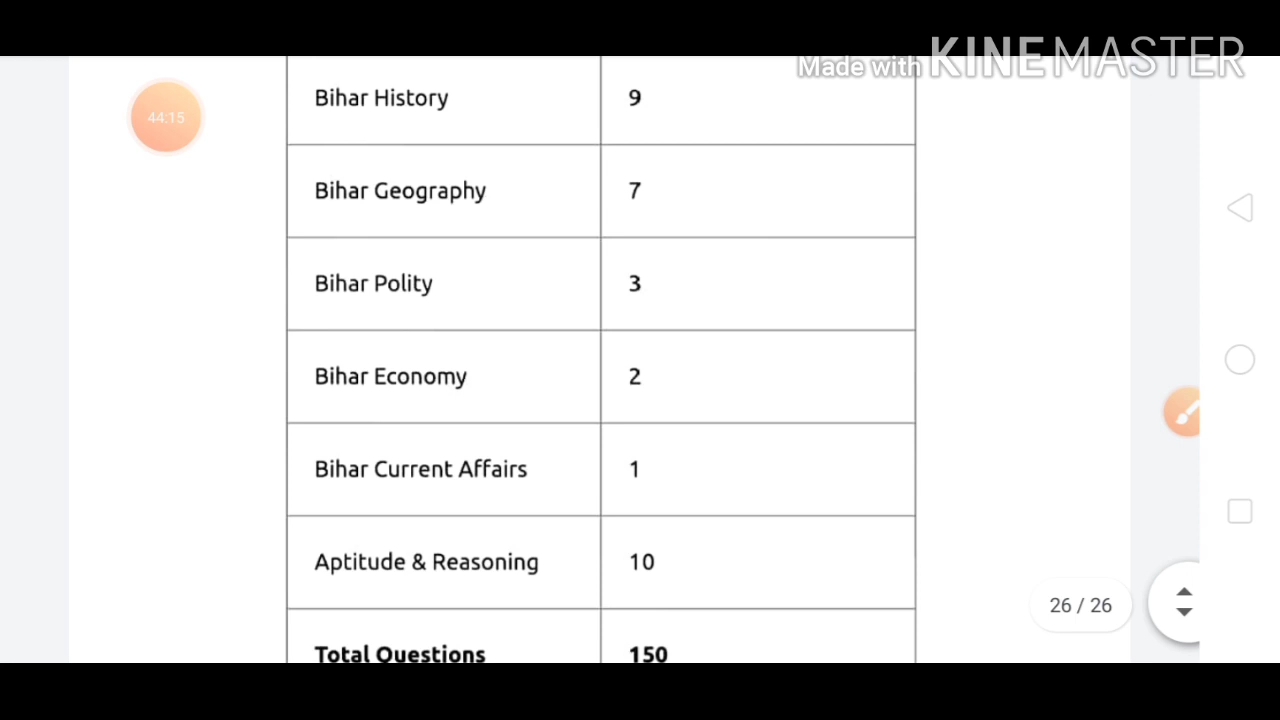 Made with KINEMASTER
44:15
Bihar History 9
Bihar Geography 7
Bihar Polity 3
Bihar Economy 2
Bihar Current Affairs 1
Aptitude & Reasoning 10
26 / 26
Total Questions 150